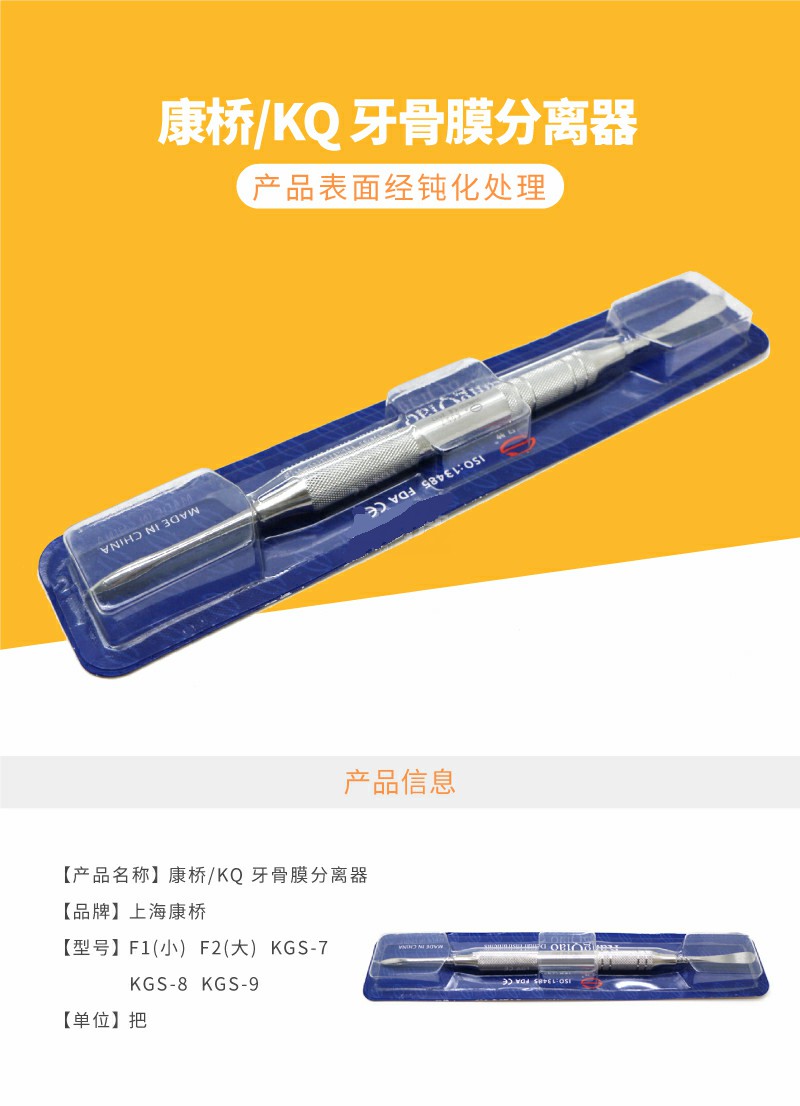 康桥/KQ 牙骨膜分离器
产品表面经钝化处理
MADE IN CHINA
ISO:13485 FDA CE
产品信息
【产品名称】康桥/KQ 牙骨膜分离器
【品牌】上海康桥
【型号】F1(小) F2(大) KGS-7
KGS-8 KGS-9
【单位】把
MADE IN CHINA
KangQiao Dental Instruments
ISO:13485 FDA CE